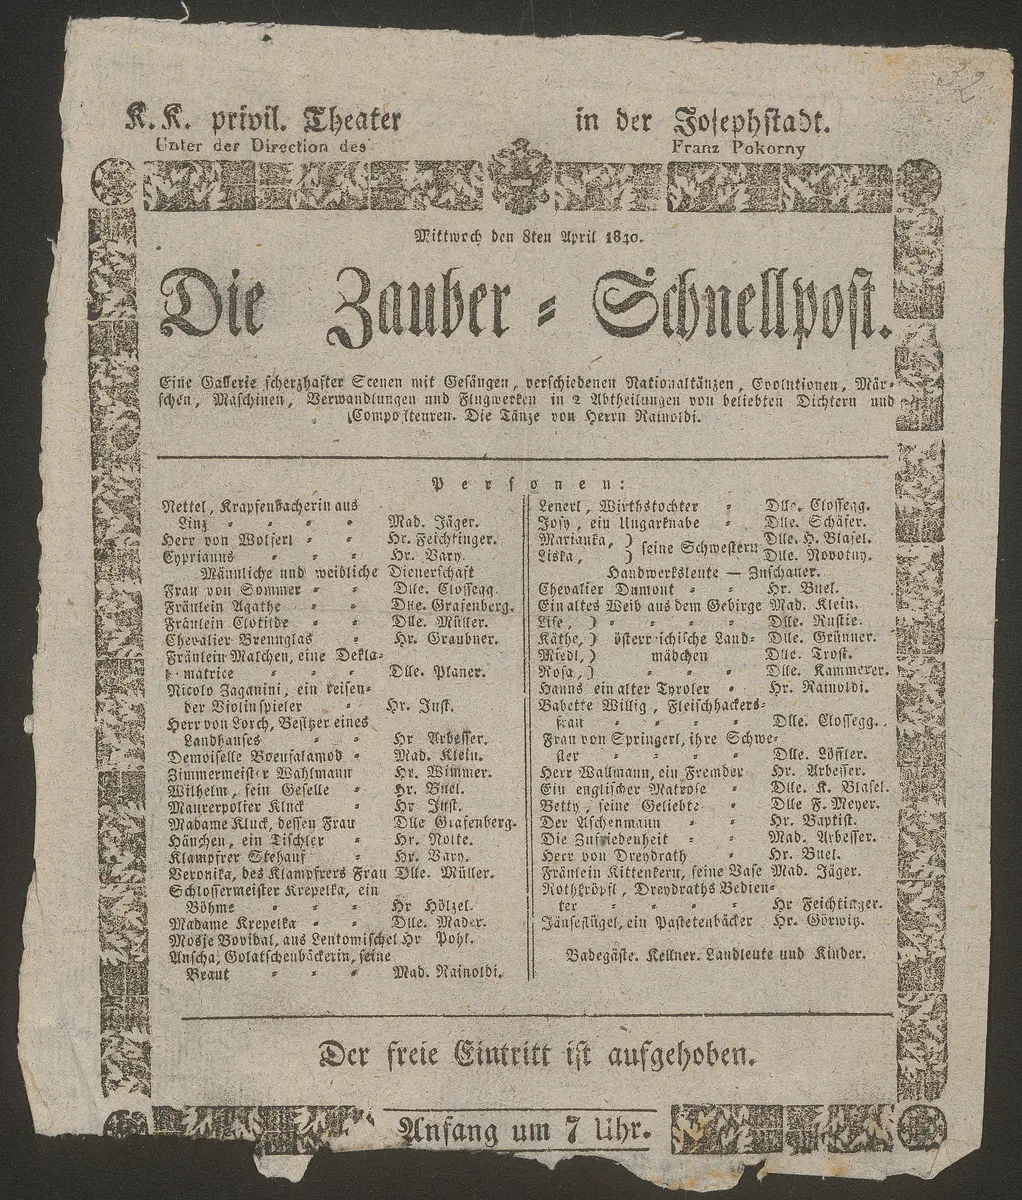 32
K. K. privil. Theater in der Josephstadt.
Unter der Direction des Franz Pokorny
Mittwoch den 8ten April 1840.
Die Zauber = Schnellpost.
Eine Gallerie scherzhafter Scenen mit Gesängen, verschiedenen Nationaltänzen, Evolutionen, Mär=
schen, Maschinen, Verwandlungen und Flugwerken in 2 Abtheilungen von beliebten Dichtern und
Compositeuren. Die Tänze von Herrn Rainoldi.
Personen:
Nettel, Krapfenbacherin aus
Linz = = = = Mad. Jäger.
Herr von Wolferl = = Hr. Feichtinger.
Cyprianus = = = Hr. Vary.
Männliche und weibliche Dienerschaft
Frau von Sommer = = Dlle. Clossegg.
Fräulein Agathe = = Dlle. Grafenberg.
Fräulein Clotilde = = Dlle. Müller.
Chevalier Brennglas = Hr. Graubner.
Fräulein Malchen, eine Dekla=
matrice = = = Dlle. Planer.
Nicolo Zaganini, ein reisen=
der Violinspieler = Hr. Just.
Herr von Lorch, Besitzer eines
Landhauses = = Hr Arbesser.
Demoiselle Boeufalamod = Mad. Klein.
Zimmermeister Wahlmann Hr. Wimmer.
Wilhelm, sein Geselle = Hr. Buel.
Maurerpolier Kluck = Hr Just.
Madame Kluck, dessen Frau Dlle Grafenberg.
Hänschen, ein Tischler = Hr. Nolte.
Klampfrer Stehauf = Hr. Vary.
Veronika, des Klampfrers Frau Dlle. Müller.
Schlossermeister Krepelka, ein
Böhme = = = Hr Hölzel.
Madame Krepelka = = Dlle. Mader.
Mosje Bovidal, aus Leutomischel Hr Pohl.
Anscha, Golatschenbäckerin, seine
Braut = = = Mad. Rainoldi.
Lenerl, Wirthstochter = Dlle. Clossegg.
Josy, ein Ungarknabe = Dlle. Schäfer.
Marianka, } seine Schwestern Dlle. H. Blasel.
Liska, } Dlle. Novotny.
Handwerksleute — Zuschauer.
Chevalier Dumont = = Hr. Buel.
Ein altes Weib aus dem Gebirge Mad. Klein.
Lise, ) = = = = Dlle. Rustie.
Käthe, ) österreichische Land= Dlle. Grünner.
Miedl, ) mädchen Dlle. Trost.
Rosa, ) = = = Dlle. Kammerer.
Hanns ein alter Tyroler = Hr. Rainoldi.
Babette Willig, Fleischhackers=
frau = = = = Dlle. Clossegg.
Frau von Springerl, ihre Schwe=
ster = = = = Dlle. Löffler.
Herr Wallmann, ein Fremder Hr. Arbesser.
Ein englischer Matrose = Dlle. K. Blasel.
Betty, seine Geliebte = Dlle F. Meyer.
Der Aschenmann = = Hr. Baptist.
Die Zufriedenheit = = Mad. Arbesser.
Herr von Dreydrath = Hr. Buel.
Fräulein Kittenkern, seine Base Mad. Jäger.
Rothkröpfl, Dreydraths Bedien=
ter = = = = Hr Feichtinger.
Jänseflügel, ein Pastetenbäcker Hr. Görwitz.
Badegäste. Kellner. Landleute und Kinder.
Der freie Eintritt ist aufgehoben.
Anfang um 7 Uhr.